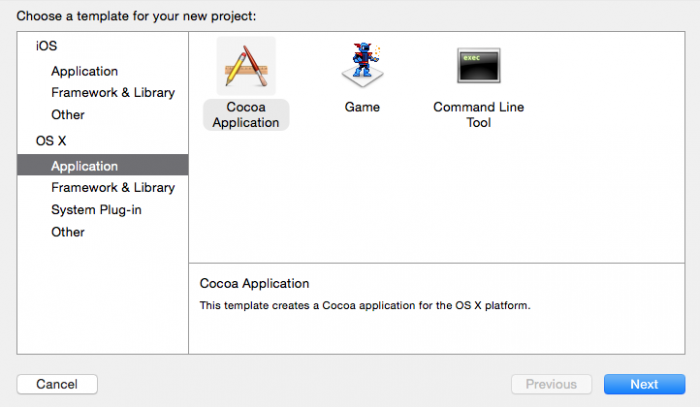 Choose a template for your new project:
iOS
Application
Framework & Library
Other
OS X
Application
Framework & Library
System Plug-in
Other
Cocoa
Application
Game
exec
Command Line
Tool
Cocoa Application
This template creates a Cocoa application for the OS X platform.
Cancel
Previous
Next